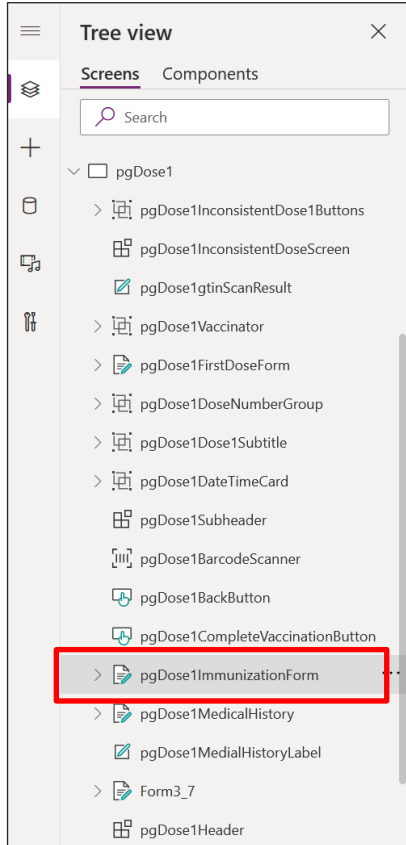 Tree view
Screens Components
Search
pgDose1
pgDose1InconsistentDose1Buttons
pgDose1InconsistentDoseScreen
pgDose1gtinScanResult
pgDose1Vaccinator
pgDose1FirstDoseForm
pgDose1DoseNumberGroup
pgDose1Dose1Subtitle
pgDose1DateTimeCard
pgDose1Subheader
pgDose1BarcodeScanner
pgDose1BackButton
pgDose1CompleteVaccinationButton
pgDose1ImmunizationForm
pgDose1MedicalHistory
pgDose1MedialHistoryLabel
Form3_7
pgDose1Header